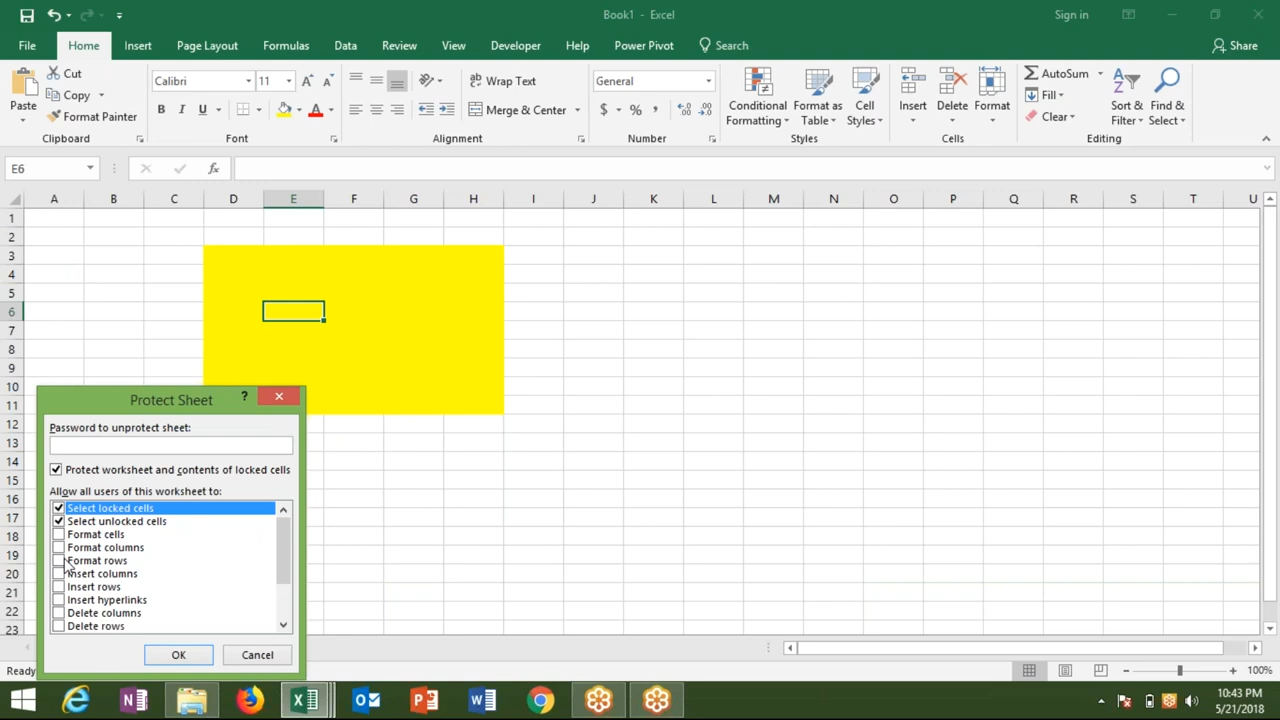 Book1 - Excel
Sign in
File Home Insert Page Layout Formulas Data Review View Developer Help Power Pivot Search Share
Paste
Cut
Copy
Format Painter
Clipboard
Calibri 11
B I U A
Font
Wrap Text
Merge & Center
Alignment
General
$ % ,
Number
Conditional Formatting
Format as Table
Cell Styles
Styles
Insert Delete Format
Cells
AutoSum
Fill
Clear
Sort & Filter
Find & Select
Editing
E6 fx
A B C D E F G H I J K L M N O P Q R S T U
1
2
3
4
5
6
7
8
9
10
11
12
13
14
15
16
17
18
19
20
21
22
23
Protect Sheet ?
Password to unprotect sheet:
Protect worksheet and contents of locked cells
Allow all users of this worksheet to:
Select locked cells
Select unlocked cells
Format cells
Format columns
Format rows
Insert columns
Insert rows
Insert hyperlinks
Delete columns
Delete rows
OK Cancel
Ready
100%
10:43 PM
5/21/2018